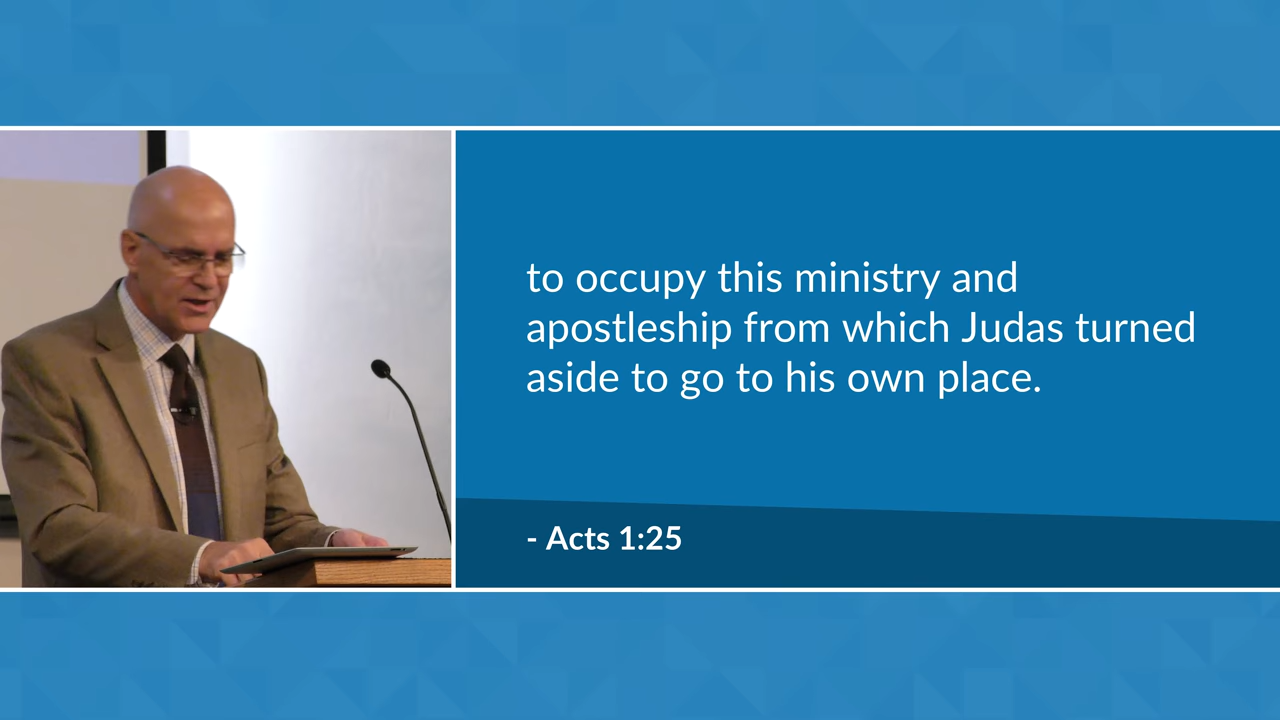 to occupy this ministry and
apostleship from which Judas turned
aside to go to his own place.
- Acts 1:25